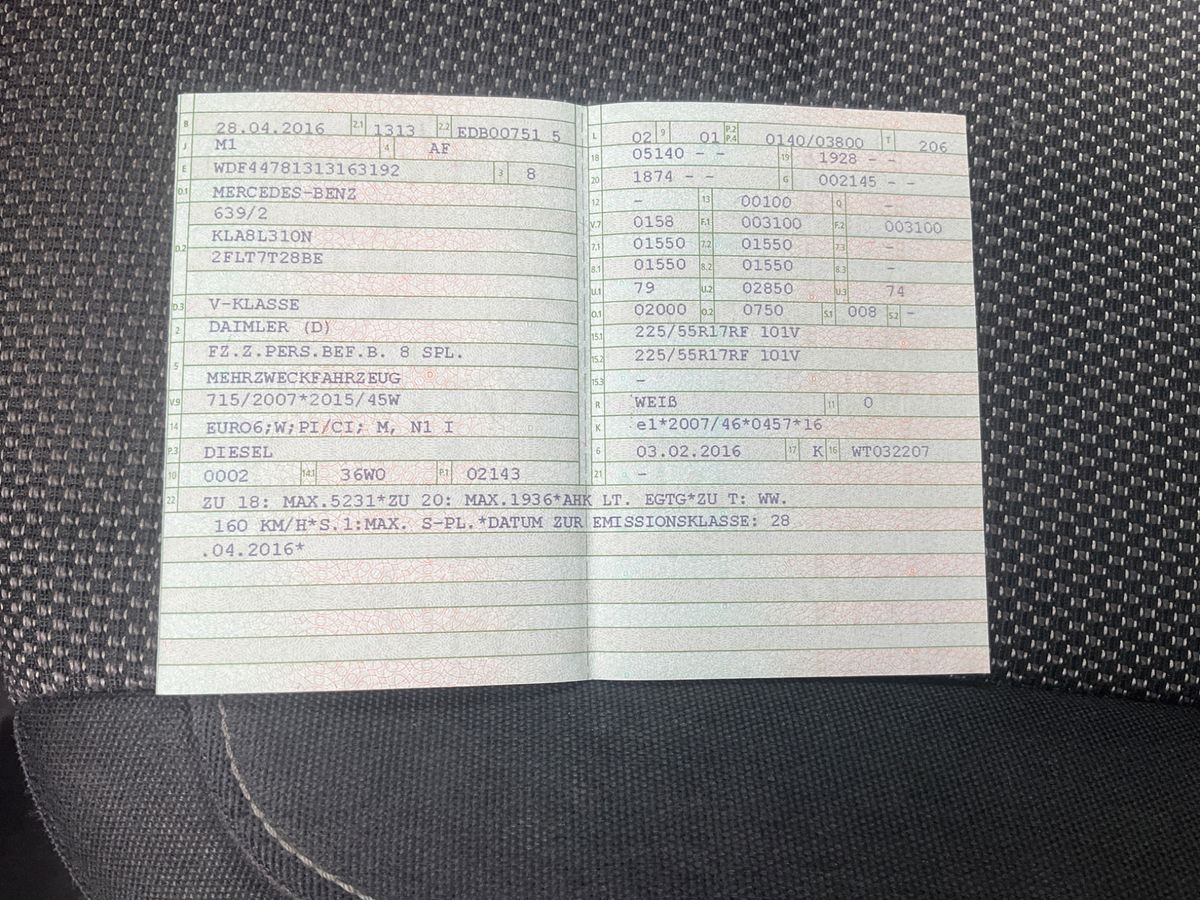 B 28.04.2016 2.1 1313 2.2 EDB00751 5
J M1 4 AF
E WDF44781313163192 3 8
D.1 MERCEDES-BENZ
639/2
D.2 KLA8L31ON
2FLT7T28BE
D.3 V-KLASSE
2 DAIMLER (D)
5 FZ.Z.PERS.BEF.B. 8 SPL.
MEHRZWECKFAHRZEUG
V.9 715/2007*2015/45W
14 EURO6;W;PI/CI; M, N1 I
P.3 DIESEL
10 0002 14.1 36W0 P.1 02143
L 02 9 01 P.2 P.4 0140/03800 T 206
18 05140 - - 19 1928 - -
20 1874 - - G 002145 - -
12 - 13 00100 Q -
V.7 0158 F.1 003100 F.2 003100
7.1 01550 7.2 01550 7.3 -
8.1 01550 8.2 01550 8.3 -
U.1 79 U.2 02850 U.3 74
O.1 02000 O.2 0750 S.1 008 S.2 -
15.1 225/55R17RF 101V
15.2 225/55R17RF 101V
15.3 -
R WEIß 11 0
K e1*2007/46*0457*16
6 03.02.2016 17 K 16 WT032207
21 -
22 ZU 18: MAX.5231*ZU 20: MAX.1936*AHK LT. EGTG*ZU T: WW.
160 KM/H*S.1:MAX. S-PL.*DATUM ZUR EMISSIONSKLASSE: 28
.04.2016*